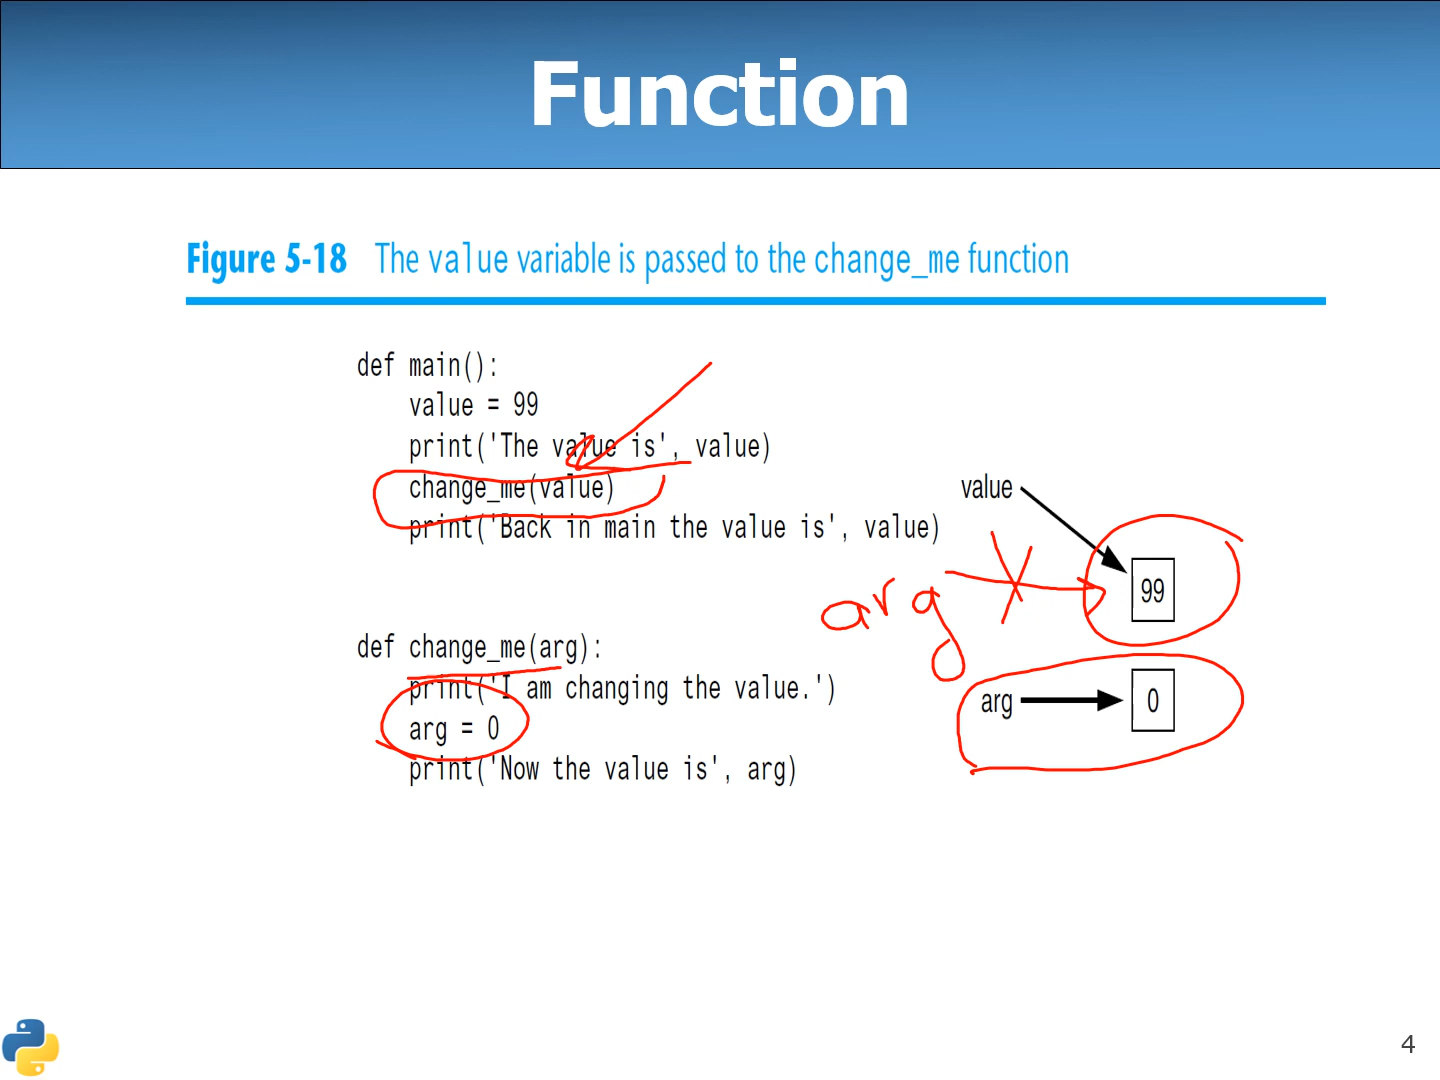 Function
Figure 5-18 The value variable is passed to the change_me function
def main():
value = 99
print('The value is', value)
change_me(value)
print('Back in main the value is', value)
value
99
arg
def change_me(arg):
print('I am changing the value.')
arg = 0
print('Now the value is', arg)
arg
0
4